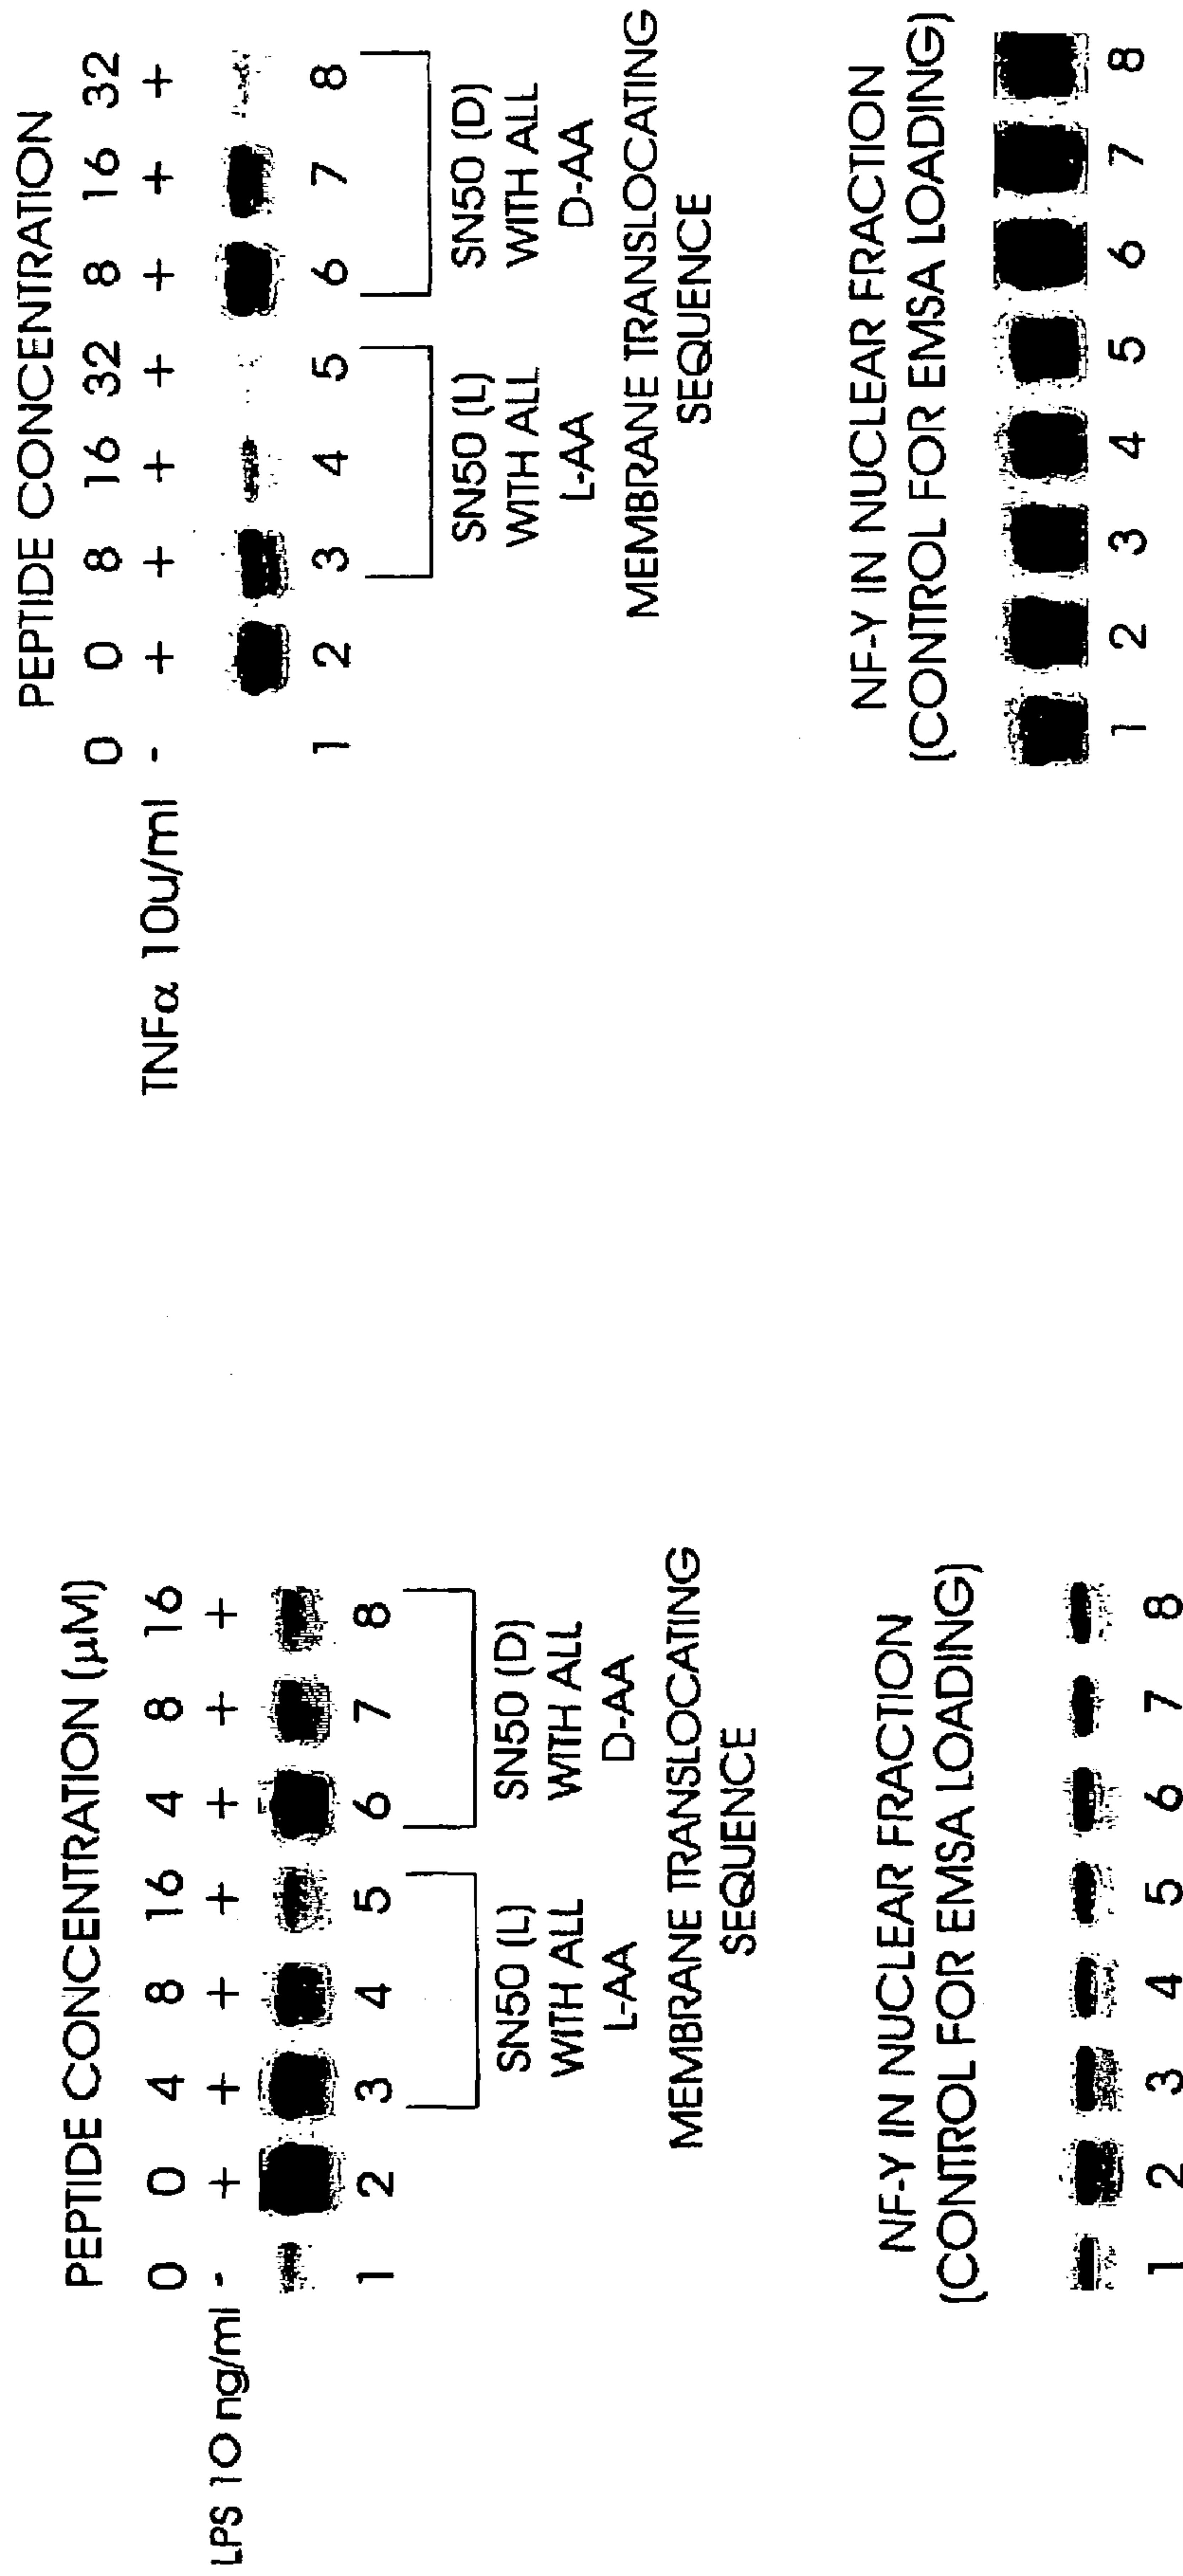 PEPTIDE CONCENTRATION (μM)
0 0 4 8 16 4 8 16
LPS 10 ng/ml - + + + + + + +
1 2 3 4 5 6 7 8
SN50 (L) SN50 (D)
WITH ALL WITH ALL
L-AA D-AA
MEMBRANE TRANSLOCATING
SEQUENCE
NF-Y IN NUCLEAR FRACTION
(CONTROL FOR EMSA LOADING)
1 2 3 4 5 6 7 8
PEPTIDE CONCENTRATION
0 0 8 16 32 8 16 32
TNFα 10u/ml - + + + + + + +
1 2 3 4 5 6 7 8
SN50 (L) SN50 (D)
WITH ALL WITH ALL
L-AA D-AA
MEMBRANE TRANSLOCATING
SEQUENCE
NF-Y IN NUCLEAR FRACTION
(CONTROL FOR EMSA LOADING)
1 2 3 4 5 6 7 8